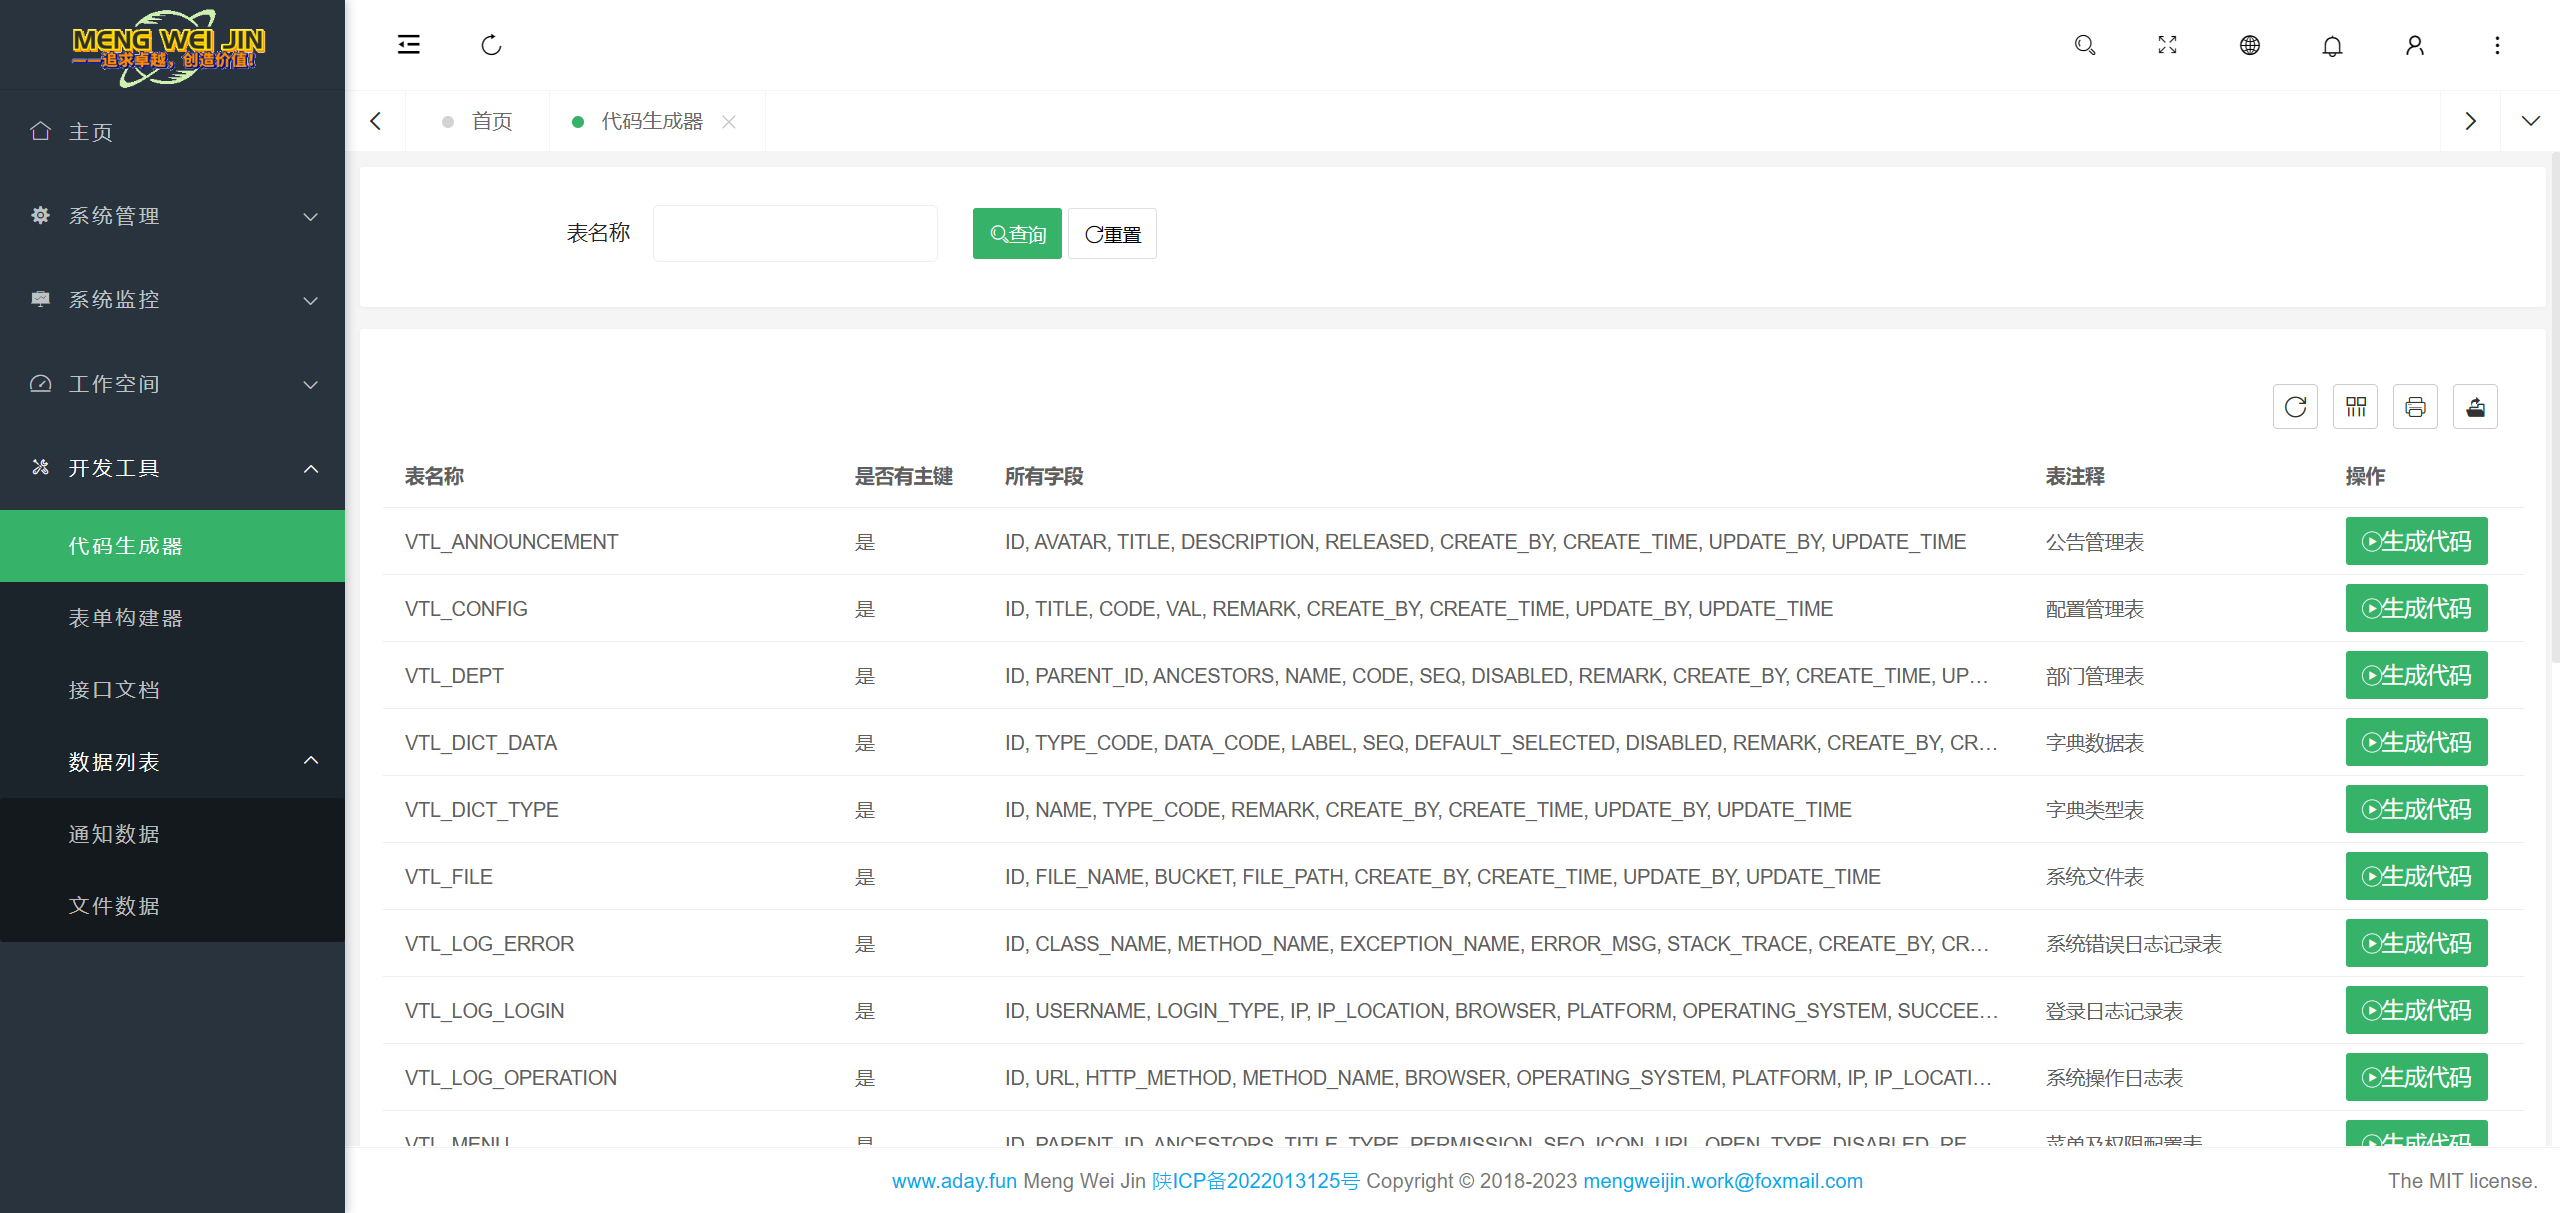 MENG WEI JIN
——追求卓越，创造价值!
主页
系统管理
系统监控
工作空间
开发工具
代码生成器
表单构建器
接口文档
数据列表
通知数据
文件数据
首页
代码生成器
表名称
查询
重置
表名称 是否有主键 所有字段 表注释 操作
VTL_ANNOUNCEMENT 是 ID, AVATAR, TITLE, DESCRIPTION, RELEASED, CREATE_BY, CREATE_TIME, UPDATE_BY, UPDATE_TIME 公告管理表 生成代码
VTL_CONFIG 是 ID, TITLE, CODE, VAL, REMARK, CREATE_BY, CREATE_TIME, UPDATE_BY, UPDATE_TIME 配置管理表 生成代码
VTL_DEPT 是 ID, PARENT_ID, ANCESTORS, NAME, CODE, SEQ, DISABLED, REMARK, CREATE_BY, CREATE_TIME, UP... 部门管理表 生成代码
VTL_DICT_DATA 是 ID, TYPE_CODE, DATA_CODE, LABEL, SEQ, DEFAULT_SELECTED, DISABLED, REMARK, CREATE_BY, CR... 字典数据表 生成代码
VTL_DICT_TYPE 是 ID, NAME, TYPE_CODE, REMARK, CREATE_BY, CREATE_TIME, UPDATE_BY, UPDATE_TIME 字典类型表 生成代码
VTL_FILE 是 ID, FILE_NAME, BUCKET, FILE_PATH, CREATE_BY, CREATE_TIME, UPDATE_BY, UPDATE_TIME 系统文件表 生成代码
VTL_LOG_ERROR 是 ID, CLASS_NAME, METHOD_NAME, EXCEPTION_NAME, ERROR_MSG, STACK_TRACE, CREATE_BY, CR... 系统错误日志记录表 生成代码
VTL_LOG_LOGIN 是 ID, USERNAME, LOGIN_TYPE, IP, IP_LOCATION, BROWSER, PLATFORM, OPERATING_SYSTEM, SUCCEE... 登录日志记录表 生成代码
VTL_LOG_OPERATION 是 ID, URL, HTTP_METHOD, METHOD_NAME, BROWSER, OPERATING_SYSTEM, PLATFORM, IP, IP_LOCATI... 系统操作日志表 生成代码
VTL_MENU 是 ID, PARENT_ID, ANCESTORS, TITLE, TYPE, PERMISSION, SEQ, ICON, URL, OPEN_TYPE, DISABLED, RE... 菜单及权限配置表 生成代码
www.aday.fun Meng Wei Jin 陕ICP备2022013125号 Copyright © 2018-2023 mengweijin.work@foxmail.com
The MIT license.